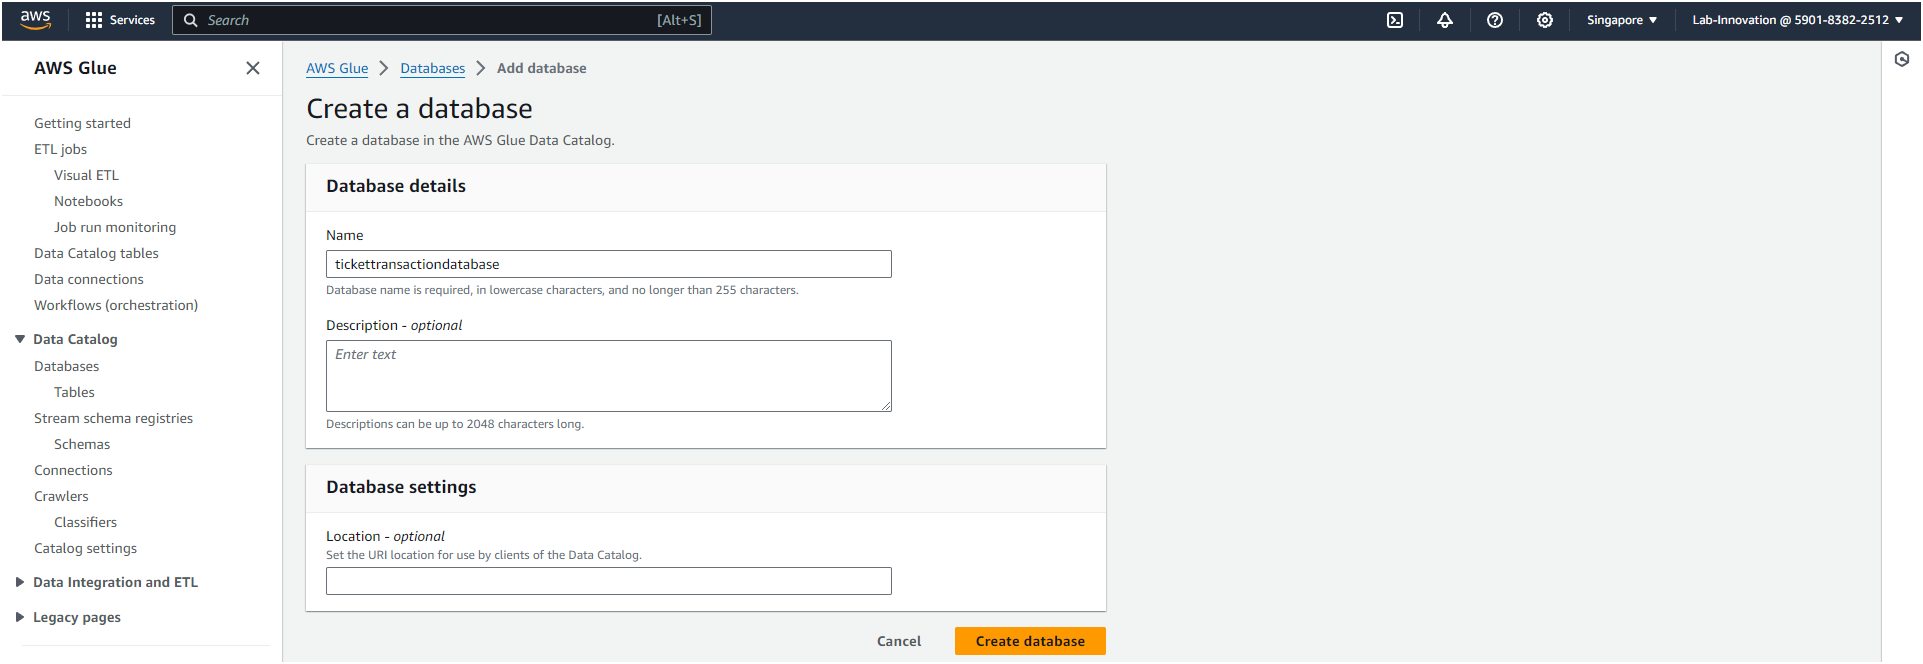 aws
Services
Search
[Alt+S]
Singapore
Lab-Innovation @ 5901-8382-2512
AWS Glue
Getting started
ETL jobs
Visual ETL
Notebooks
Job run monitoring
Data Catalog tables
Data connections
Workflows (orchestration)
Data Catalog
Databases
Tables
Stream schema registries
Schemas
Connections
Crawlers
Classifiers
Catalog settings
Data Integration and ETL
Legacy pages
AWS Glue > Databases > Add database
Create a database
Create a database in the AWS Glue Data Catalog.
Database details
Name
tickettransactiondatabase
Database name is required, in lowercase characters, and no longer than 255 characters.
Description - optional
Enter text
Descriptions can be up to 2048 characters long.
Database settings
Location - optional
Set the URI location for use by clients of the Data Catalog.
Cancel
Create database